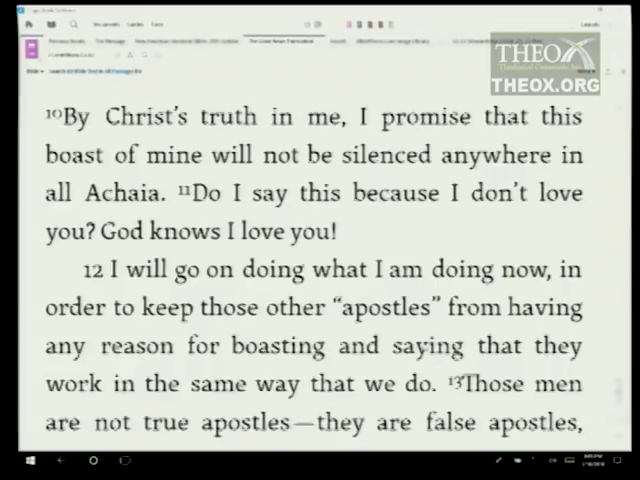 THEOX
THEOX.ORG
¹⁰By Christ's truth in me, I promise that this
boast of mine will not be silenced anywhere in
all Achaia. ¹¹Do I say this because I don't love
you? God knows I love you!
12 I will go on doing what I am doing now, in
order to keep those other “apostles” from having
any reason for boasting and saying that they
work in the same way that we do. ¹³Those men
are not true apostles—they are false apostles,